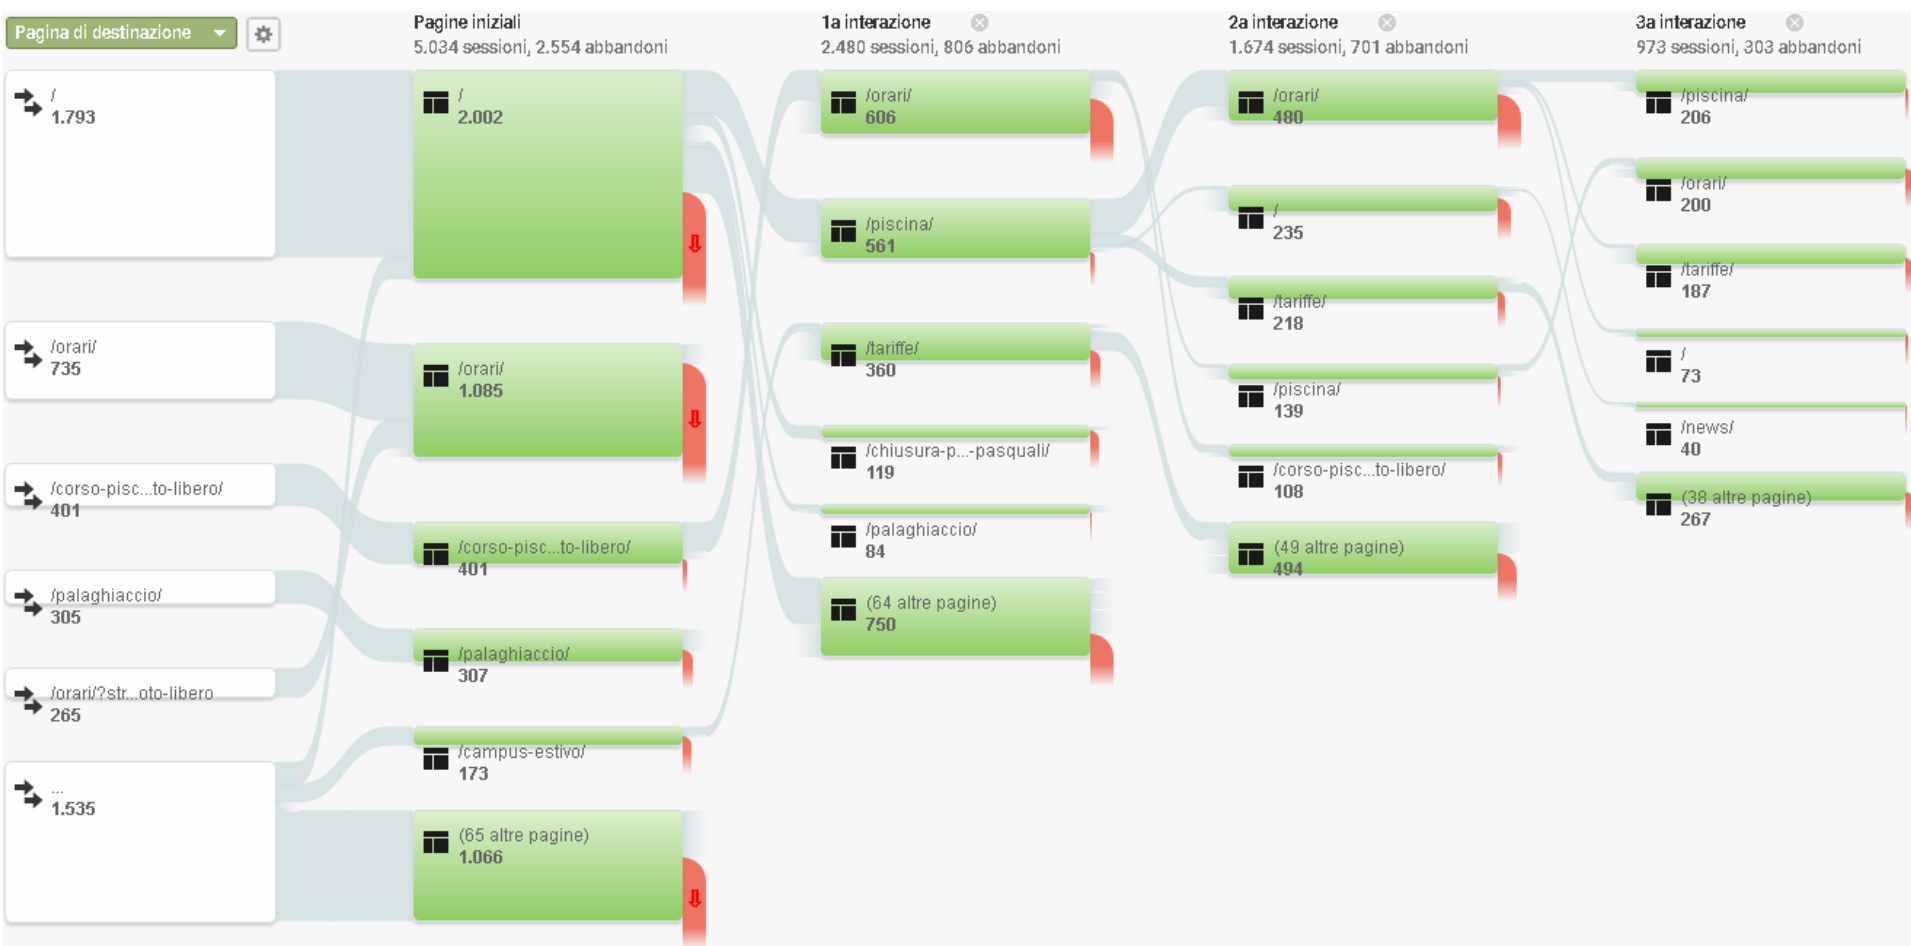 Pagina di destinazione
/
1.793
/orari/
735
/corso-pisc...to-libero/
401
/palaghiaccio/
305
/orari/?str...oto-libero
265
...
1.535
Pagine iniziali
5.034 sessioni, 2.554 abbandoni
/
2.002
/orari/
1.085
/corso-pisc...to-libero/
401
/palaghiaccio/
307
/campus-estivo/
173
(65 altre pagine)
1.066
1a interazione
2.480 sessioni, 806 abbandoni
/orari/
606
/piscina/
561
/tariffe/
360
/chiusura-p...-pasquali/
119
/palaghiaccio/
84
(64 altre pagine)
750
2a interazione
1.674 sessioni, 701 abbandoni
/orari/
480
/
235
/tariffe/
218
/piscina/
139
/corso-pisc...to-libero/
108
(49 altre pagine)
494
3a interazione
973 sessioni, 303 abbandoni
/piscina/
206
/orari/
200
/tariffe/
187
/
73
/news/
40
(38 altre pagine)
267